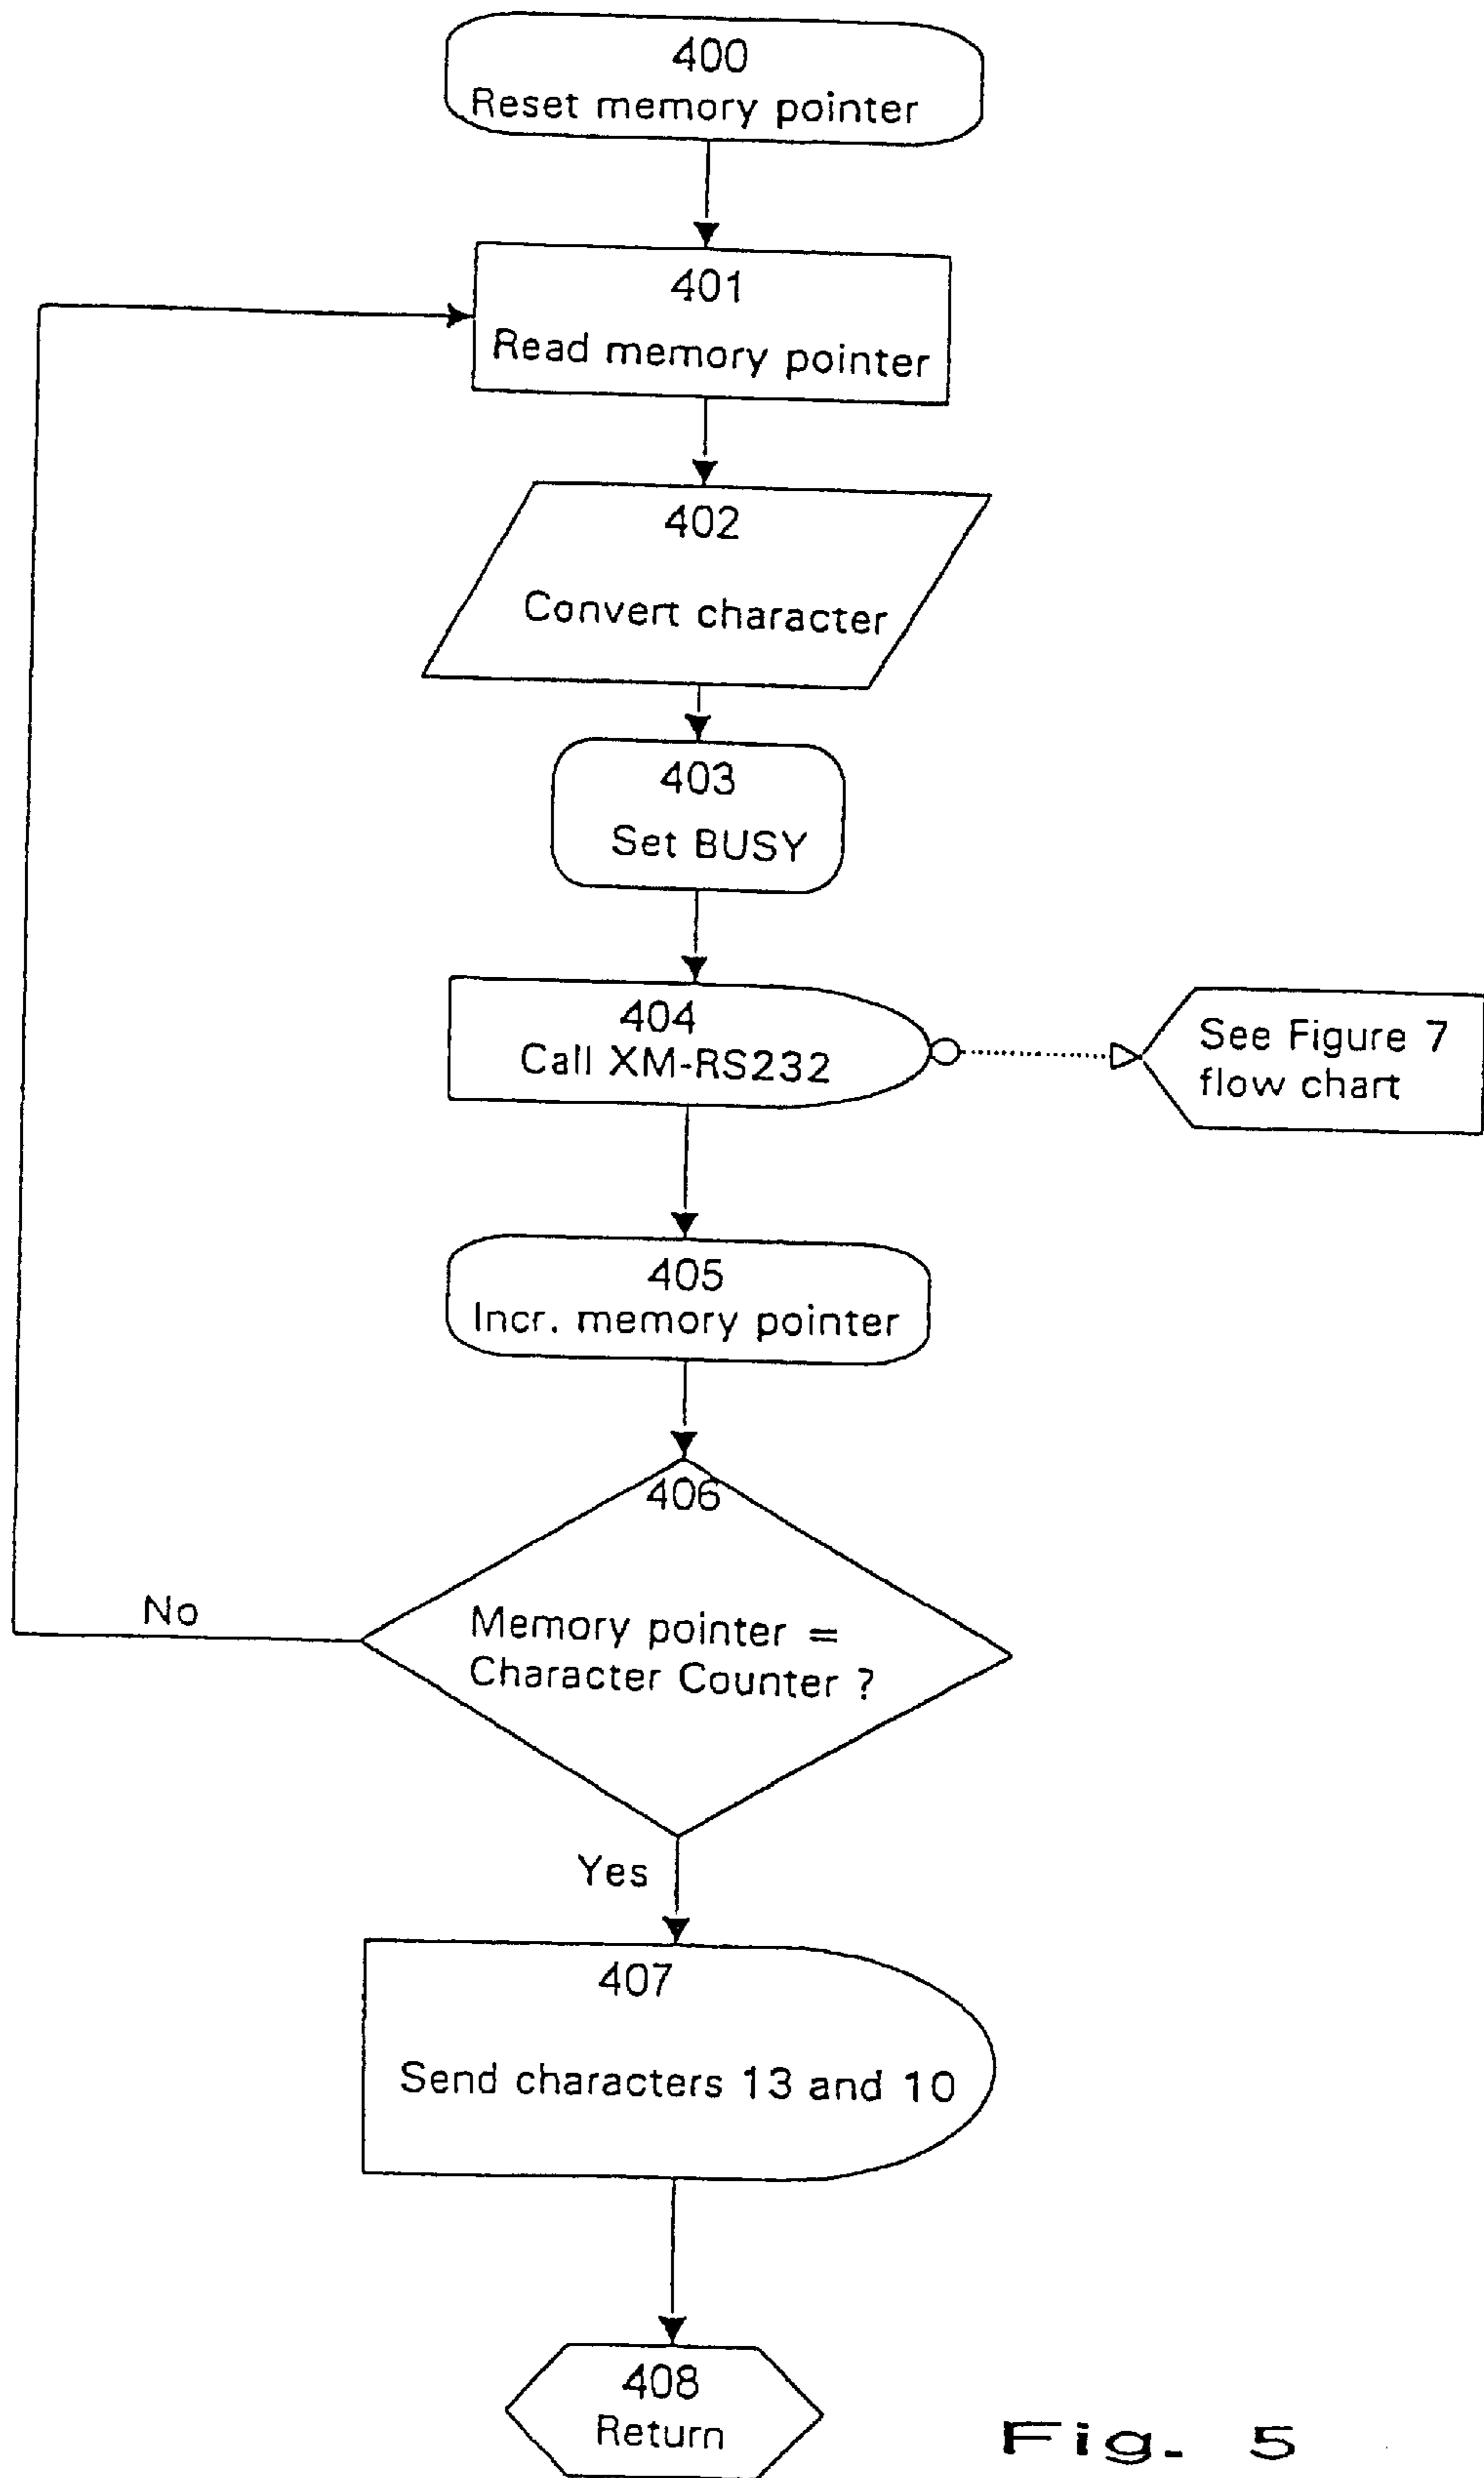 400
Reset memory pointer
401
Read memory pointer
402
Convert character
403
Set BUSY
404
Call XM-RS232
See Figure 7
flow chart
405
Incr. memory pointer
406
Memory pointer =
Character Counter ?
No
Yes
407
Send characters 13 and 10
408
Return
Fig. 5